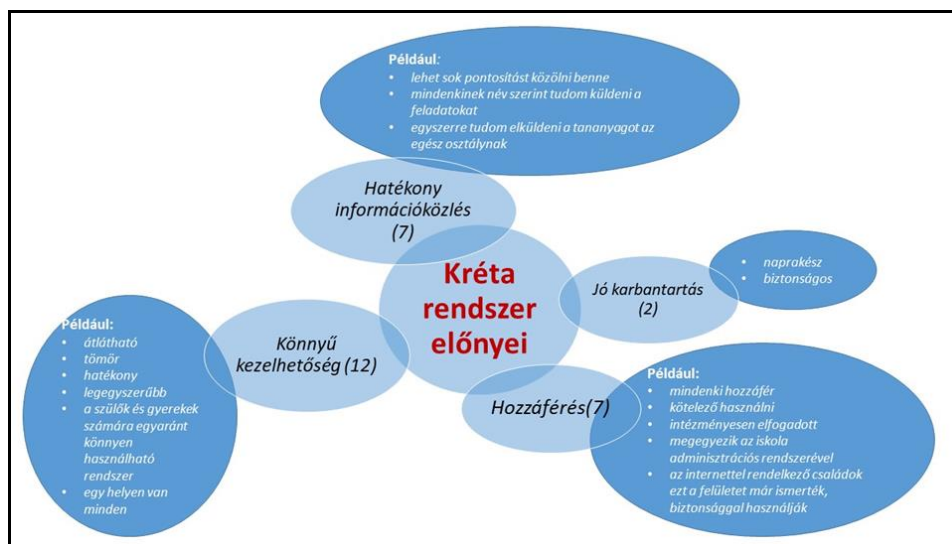 Például:
lehet sok pontosítást közölni benne
mindenkinek név szerint tudom küldeni a
feladatokat
egyszerre tudom elküldeni a tananyagot az
egész osztálynak
Hatékony
információközlés
(7)
Kréta
rendszer
előnyei
Jó karbantartás
(2)
naprakész
biztonságos
Könnyű
kezelhetőség (12)
Például:
átlátható
tömör
hatékony
legegyszerűbb
a szülők és gyerekek
számára egyaránt
könnyen
használható
rendszer
egy helyen van
minden
Hozzáférés(7)
Például:
mindenki hozzáfér
kötelező használni
intézményesen elfogadott
megegyezik az iskola
adminisztrációs rendszerével
az internettel rendelkező családok
ezt a felületet már ismerték,
biztonsággal használják